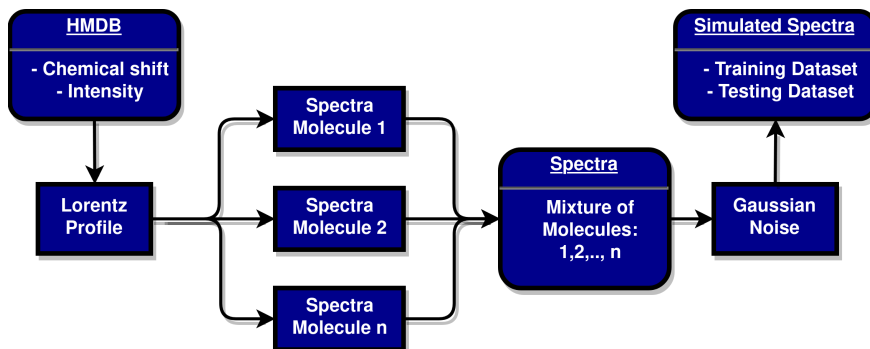 HMDB
- Chemical shift
- Intensity
Lorentz
Profile
Spectra
Molecule 1
Spectra
Molecule 2
Spectra
Molecule n
Spectra
Mixture of
Molecules:
1,2,.., n
Gaussian
Noise
Simulated Spectra
- Training Dataset
- Testing Dataset